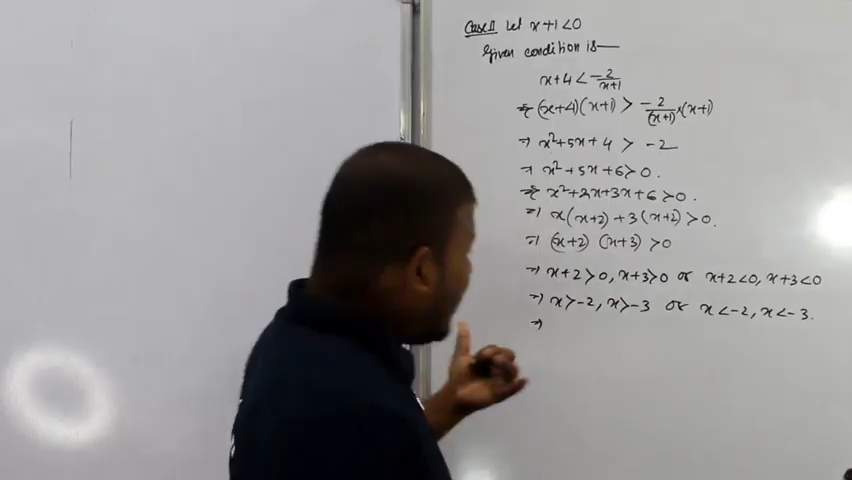 Case II Let x+1<0
Given condition is—
x+4 < -2/(x+1)
⇒ (x+4)(x+1) > -2/(x+1) × (x+1)
⇒ x²+5x+4 > -2
⇒ x²+5x+6>0.
⇒ x²+2x+3x+6>0.
⇒ x(x+2)+3(x+2)>0.
⇒ (x+2) (x+3) >0
⇒ x+2>0, x+3>0 or x+2<0, x+3<0
⇒ x>-2, x>-3 or x<-2, x<-3.
⇒